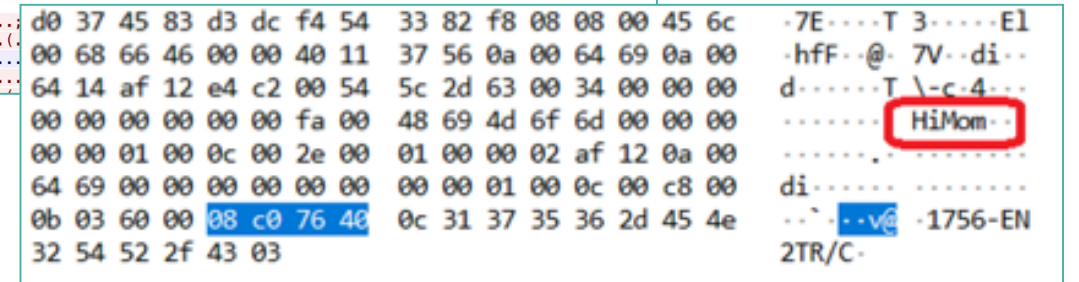 d0 37 45 83 d3 dc f4 54 33 82 f8 08 08 00 45 6c ·7E····T 3·····El
00 68 66 46 00 00 40 11 37 56 0a 00 64 69 0a 00 ·hfF··@· 7V··di··
64 14 af 12 e4 c2 00 54 5c 2d 63 00 34 00 00 00 d······T \-c·4···
00 00 00 00 00 00 fa 00 48 69 4d 6f 6d 00 00 00 ········ HiMom···
00 00 01 00 0c 00 2e 00 01 00 00 02 af 12 0a 00 ······.· ········
64 69 00 00 00 00 00 00 00 00 01 00 0c 00 c8 00 di······ ········
0b 03 60 00 08 c0 76 40 0c 31 37 35 36 2d 45 4e ··`···v@ ·1756-EN
32 54 52 2f 43 03 2TR/C·